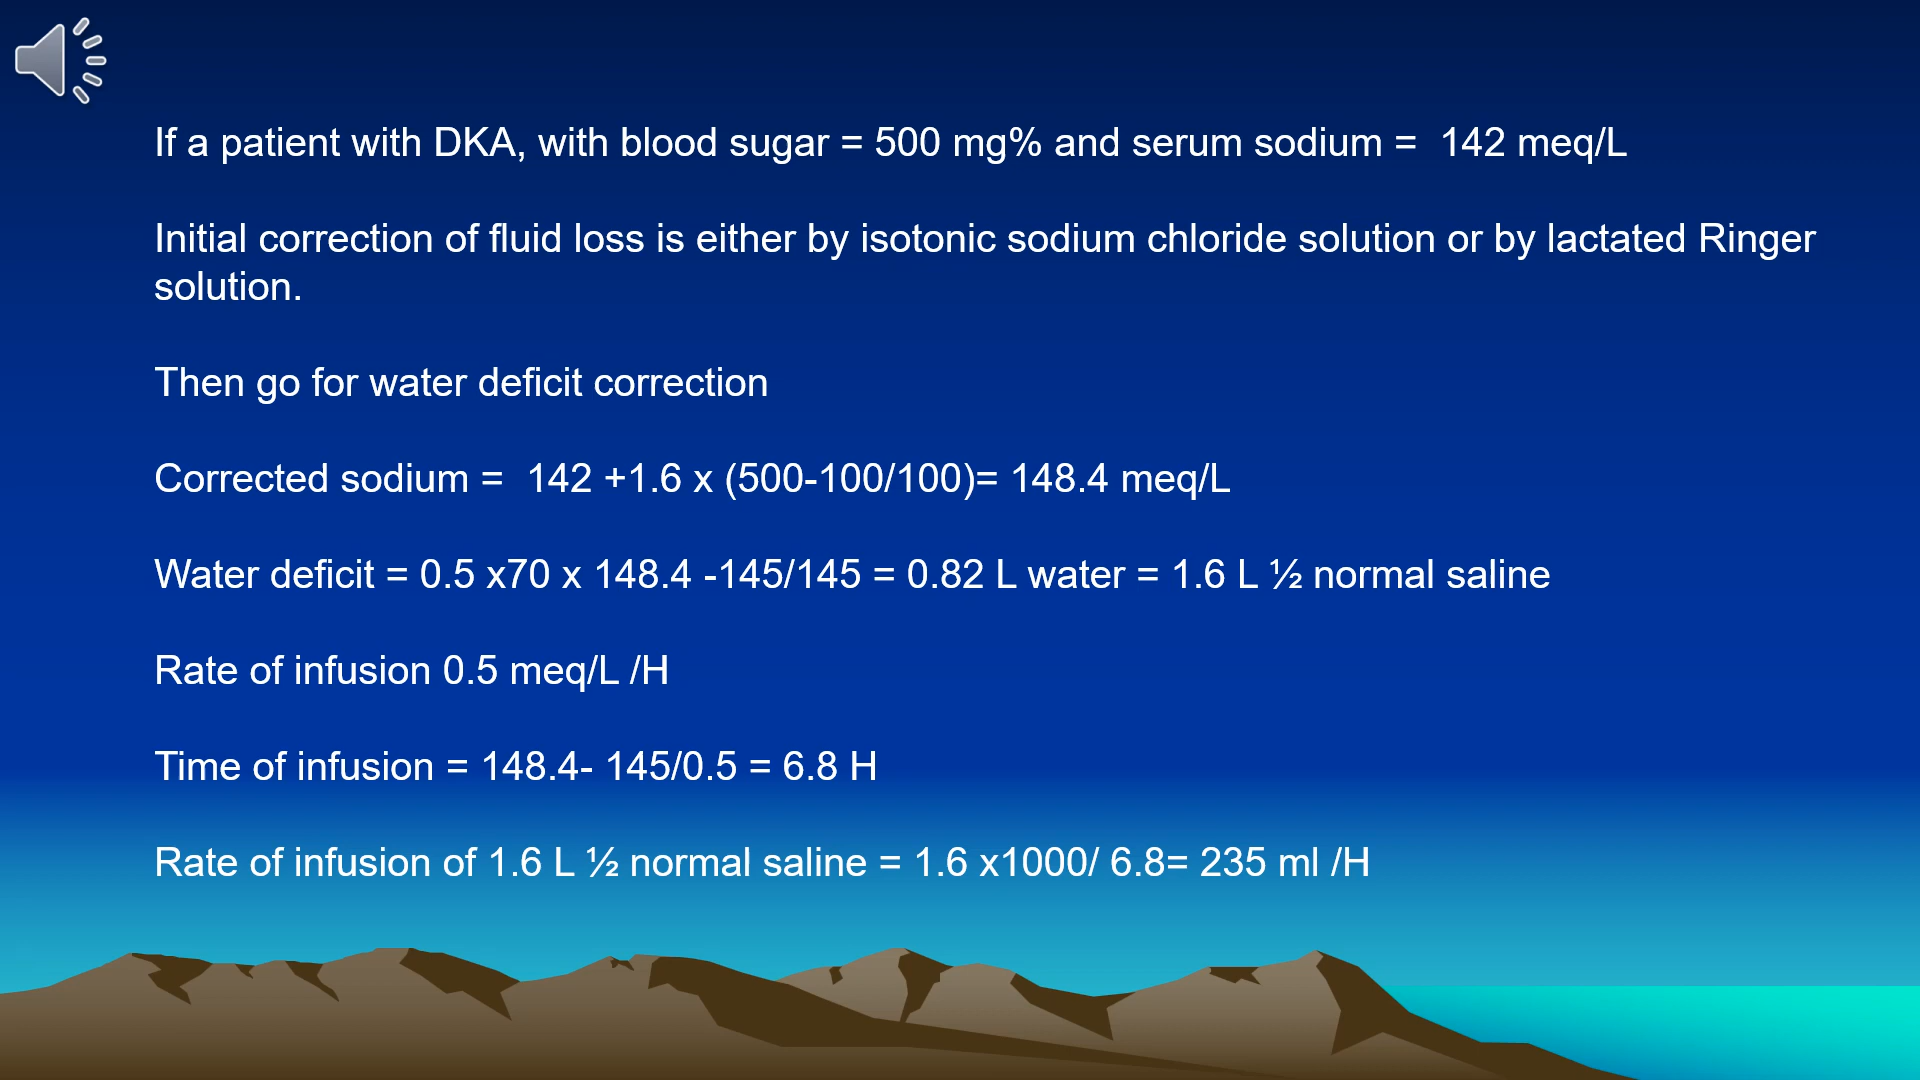 If a patient with DKA, with blood sugar = 500 mg% and serum sodium =  142 meq/L
Initial correction of fluid loss is either by isotonic sodium chloride solution or by lactated Ringer
solution.
Then go for water deficit correction
Corrected sodium =  142 +1.6 x (500-100/100)= 148.4 meq/L
Water deficit = 0.5 x70 x 148.4 -145/145 = 0.82 L water = 1.6 L ½ normal saline
Rate of infusion 0.5 meq/L /H
Time of infusion = 148.4- 145/0.5 = 6.8 H
Rate of infusion of 1.6 L ½ normal saline = 1.6 x1000/ 6.8= 235 ml /H